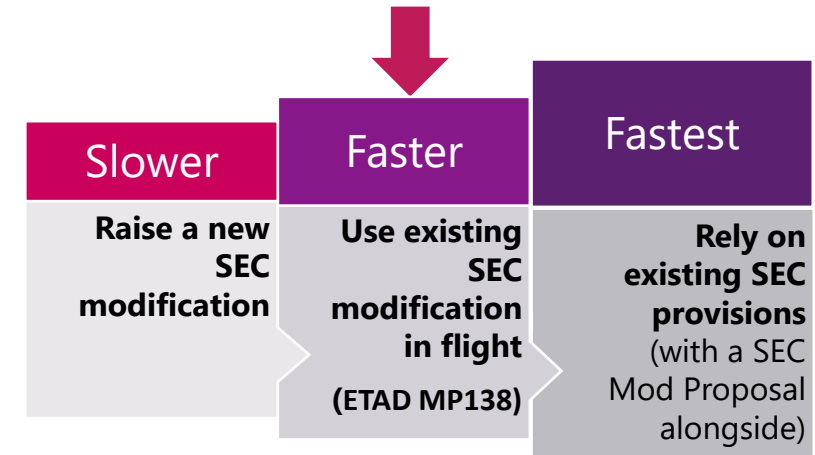 Slower
Raise a new
SEC
modification
Faster
Use existing
SEC
modification
in flight
(ETAD MP138)
Fastest
Rely on
existing SEC
provisions
(with a SEC
Mod Proposal
alongside)